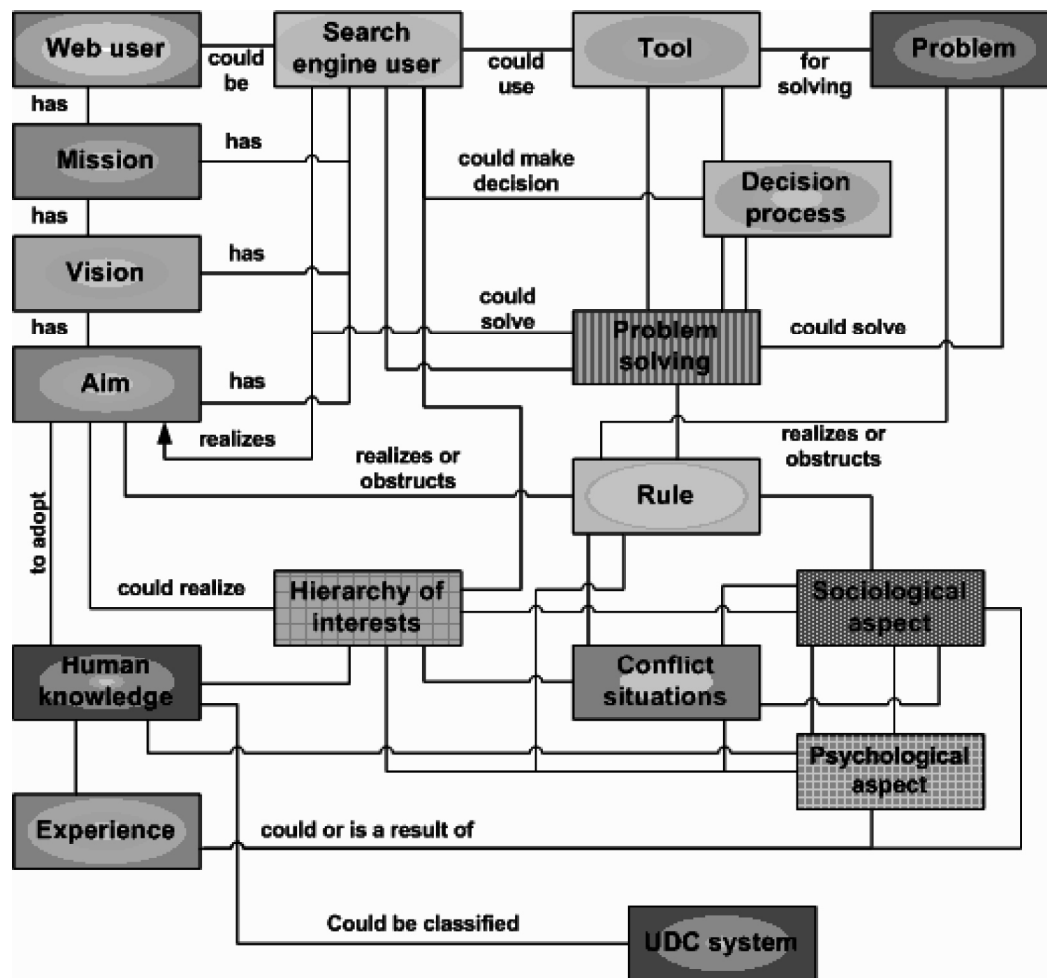 Web user
could
be
Search
engine user
could
use
Tool
for
solving
Problem
has
Mission
has
could make
decision
Decision
process
has
Vision
has
could
solve
has
Problem
solving
could solve
Aim
has
realizes
realizes or
obstructs
realizes or
obstructs
Rule
to adopt
could realize
Hierarchy of
interests
Sociological
aspect
Human
knowledge
Conflict
situations
Psychological
aspect
Experience
could or is a result of
Could be classified
UDC system